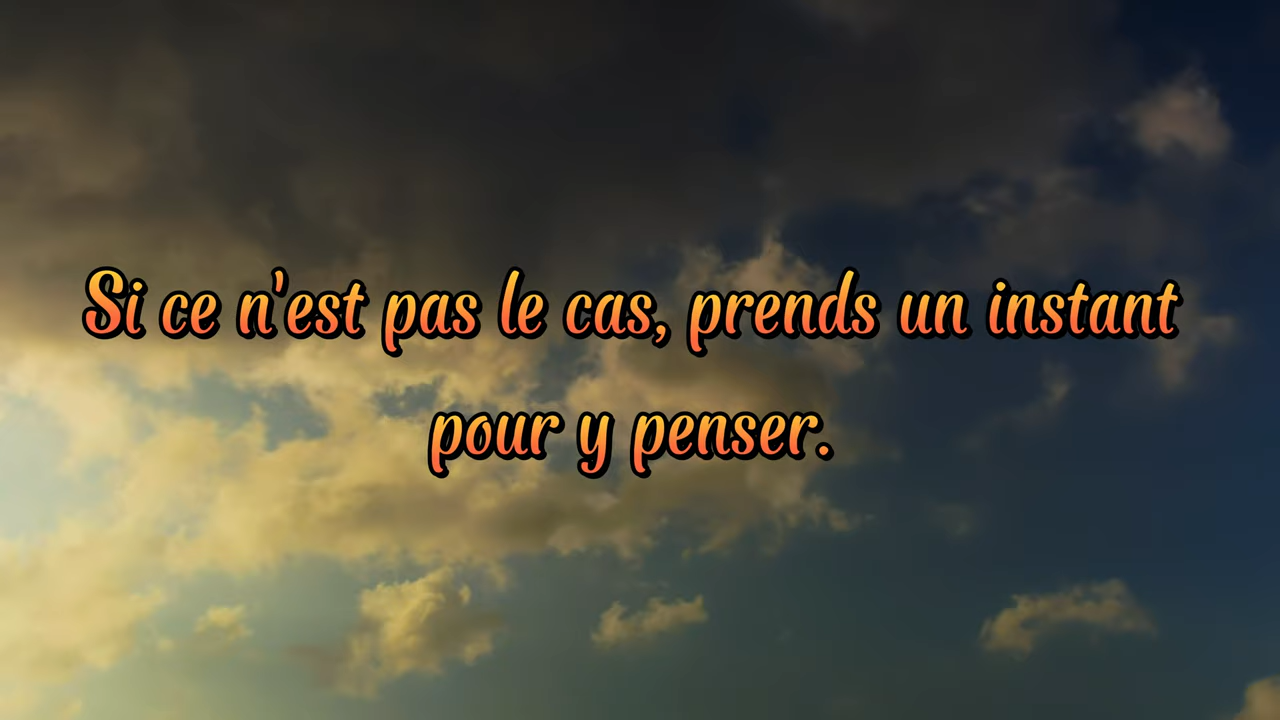 Si ce n'est pas le cas, prends un instant
pour y penser.